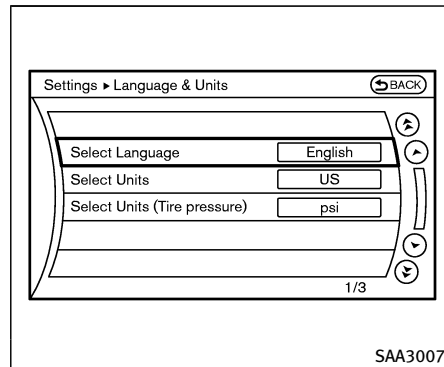 Settings ▸ Language & Units BACK
Select Language English
Select Units US
Select Units (Tire pressure) psi
1/3
SAA3007